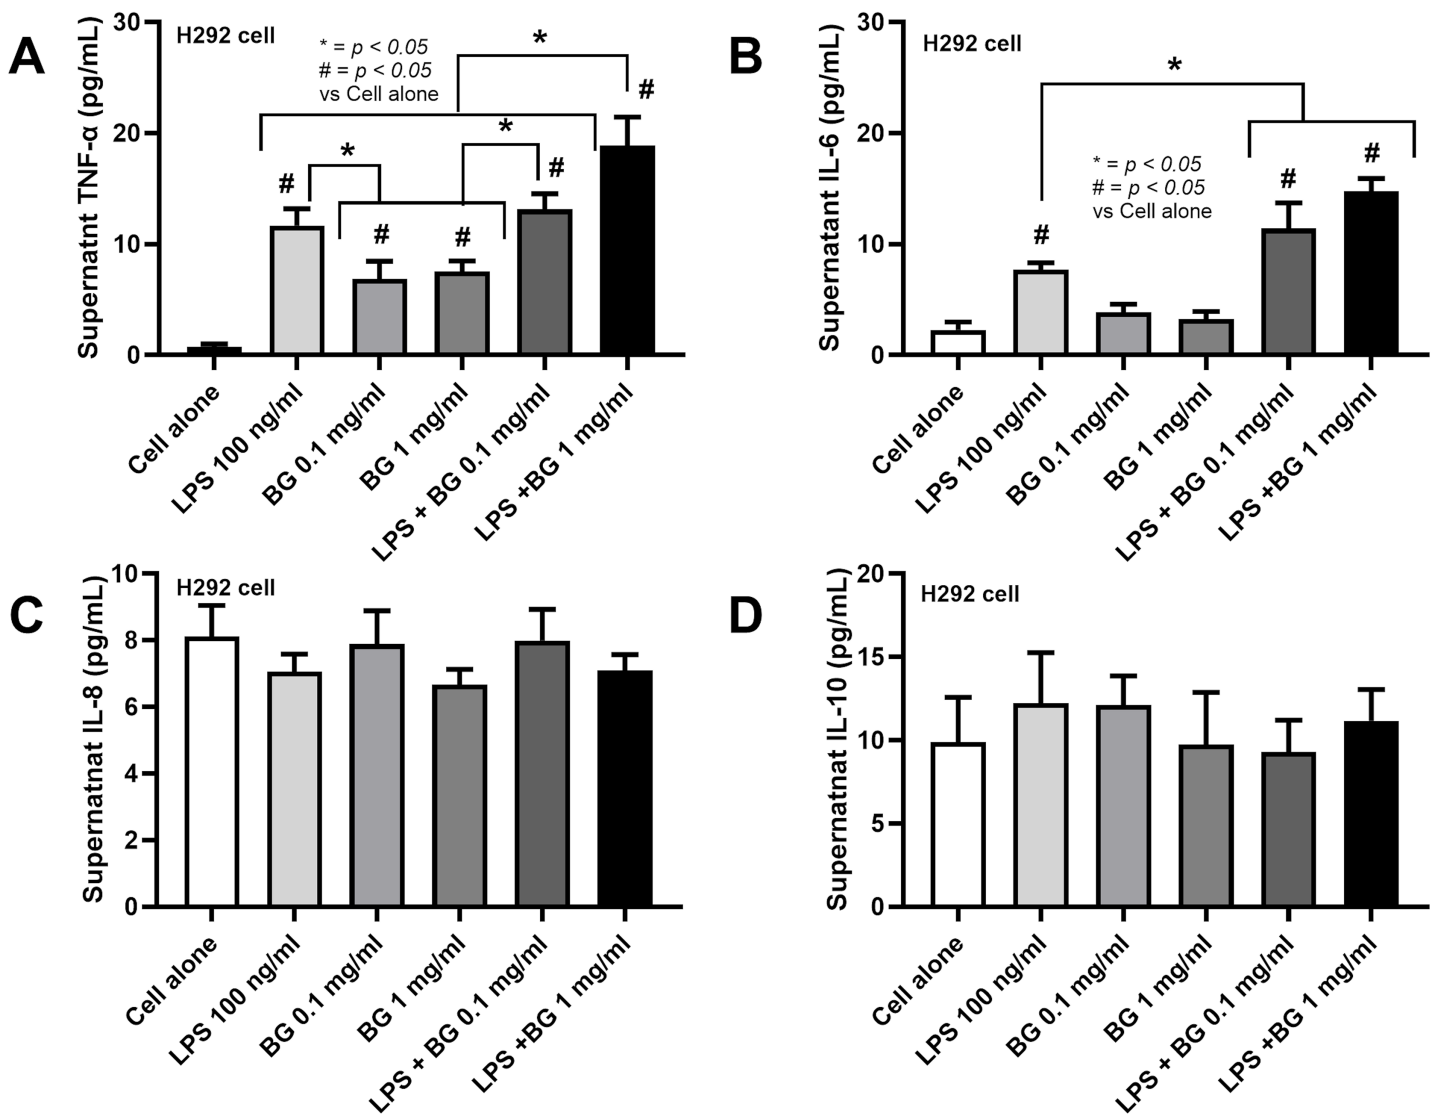 A
Supernatnt TNF-α (pg/mL)
30
20
10
0
H292 cell
* = p < 0.05
# = p < 0.05
vs Cell alone
*
*
*
#
#
#
#
#
Cell alone
LPS 100 ng/ml
BG 0.1 mg/ml
BG 1 mg/ml
LPS + BG 0.1 mg/ml
LPS +BG 1 mg/ml
B
Supernatant IL-6 (pg/mL)
30
20
10
0
H292 cell
*
* = p < 0.05
# = p < 0.05
vs Cell alone
#
#
#
Cell alone
LPS 100 ng/ml
BG 0.1 mg/ml
BG 1 mg/ml
LPS + BG 0.1 mg/ml
LPS +BG 1 mg/ml
C
Supernatnat IL-8 (pg/mL)
10
8
6
4
2
0
H292 cell
Cell alone
LPS 100 ng/ml
BG 0.1 mg/ml
BG 1 mg/ml
LPS + BG 0.1 mg/ml
LPS +BG 1 mg/ml
D
Supernatnat IL-10 (pg/mL)
20
15
10
5
0
H292 cell
Cell alone
LPS 100 ng/ml
BG 0.1 mg/ml
BG 1 mg/ml
LPS + BG 0.1 mg/ml
LPS +BG 1 mg/ml